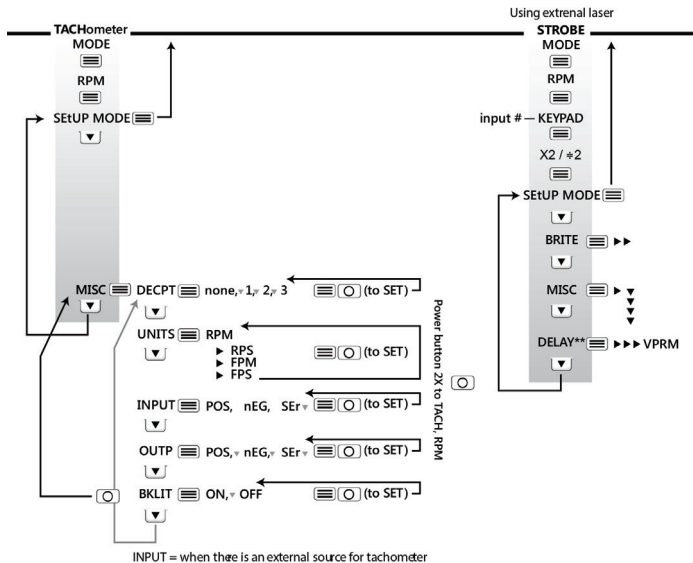 Using extrenal laser
TACHometer
MODE
RPM
SEtUP MODE
STROBE
MODE
RPM
input # — KEYPAD
X2 / ÷2
SEtUP MODE
BRITE
MISC
DELAY** VPRM
MISC DECPT none, 1, 2, 3 (to SET)
UNITS RPM
RPS (to SET)
FPM
FPS
INPUT POS, nEG, SEr (to SET)
OUTP POS, nEG, SEr (to SET)
BKLIT ON, OFF (to SET)
Power button 2X to TACH, RPM
INPUT = when there is an external source for tachometer